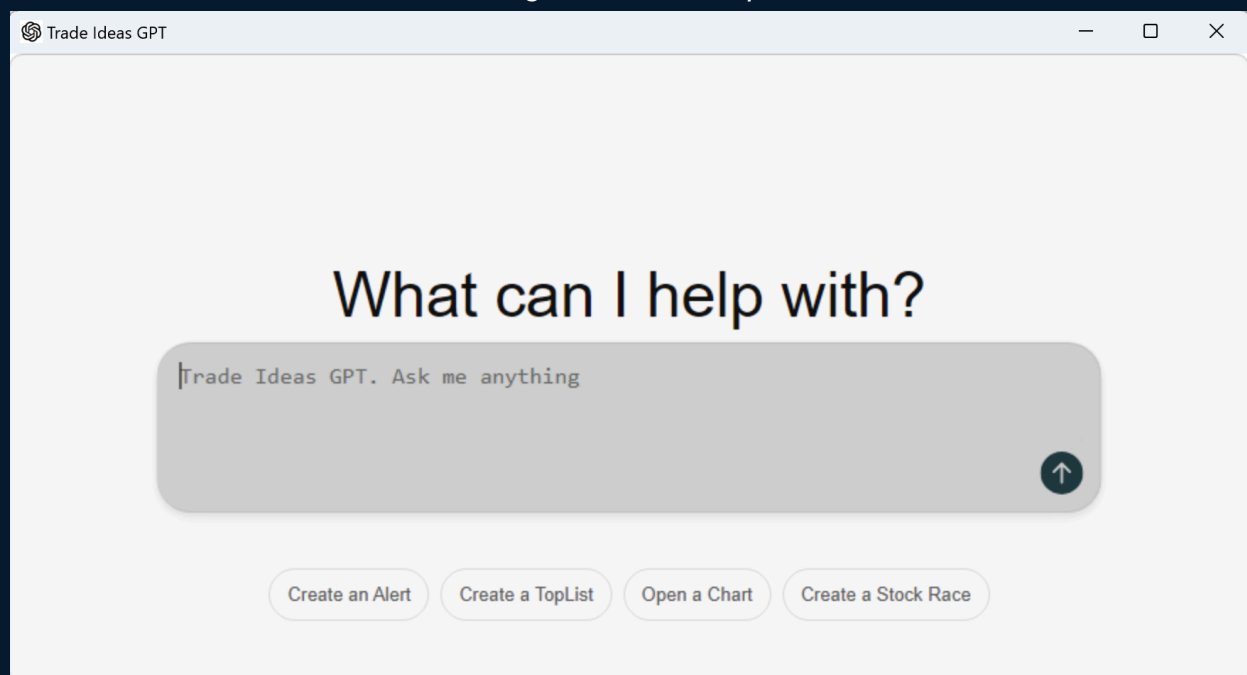 Trade Ideas GPT
What can I help with?
Trade Ideas GPT. Ask me anything
Create an Alert
Create a TopList
Open a Chart
Create a Stock Race